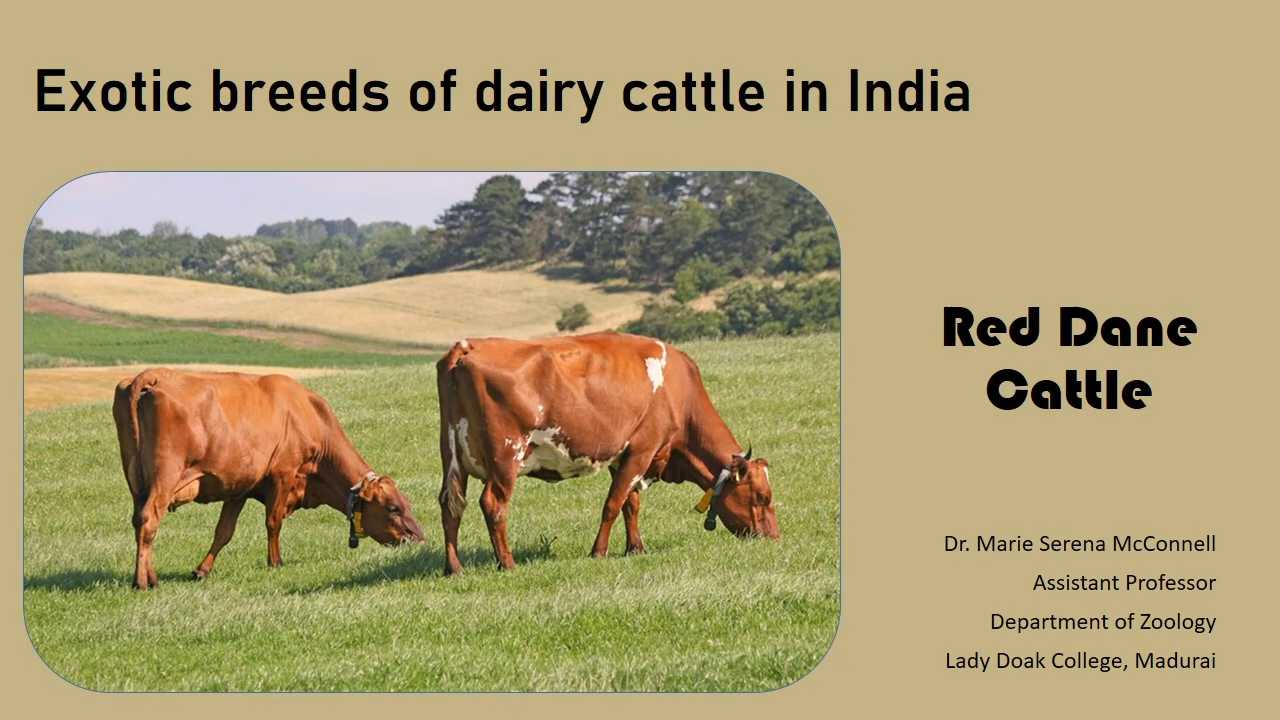 Exotic breeds of dairy cattle in India
Red Dane
Cattle
Dr. Marie Serena McConnell
Assistant Professor
Department of Zoology
Lady Doak College, Madurai